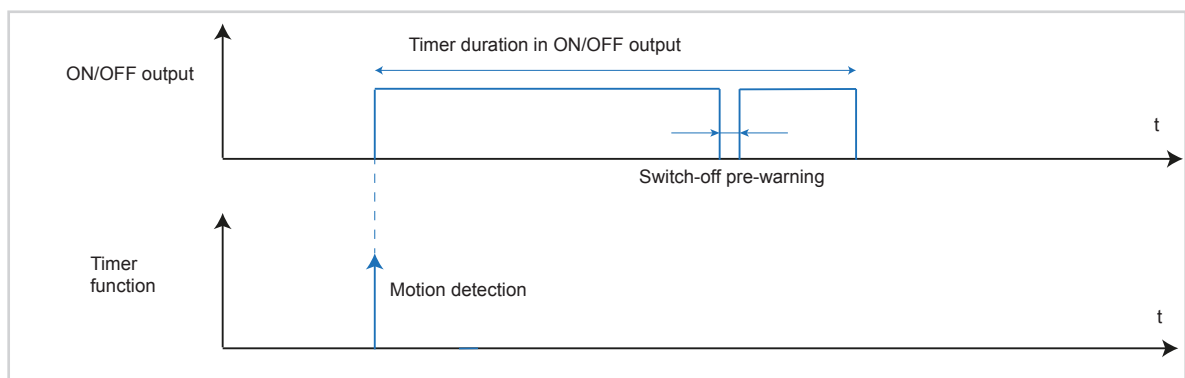 Timer duration in ON/OFF output
ON/OFF output
t
Switch-off pre-warning
Timer
function
Motion detection
t